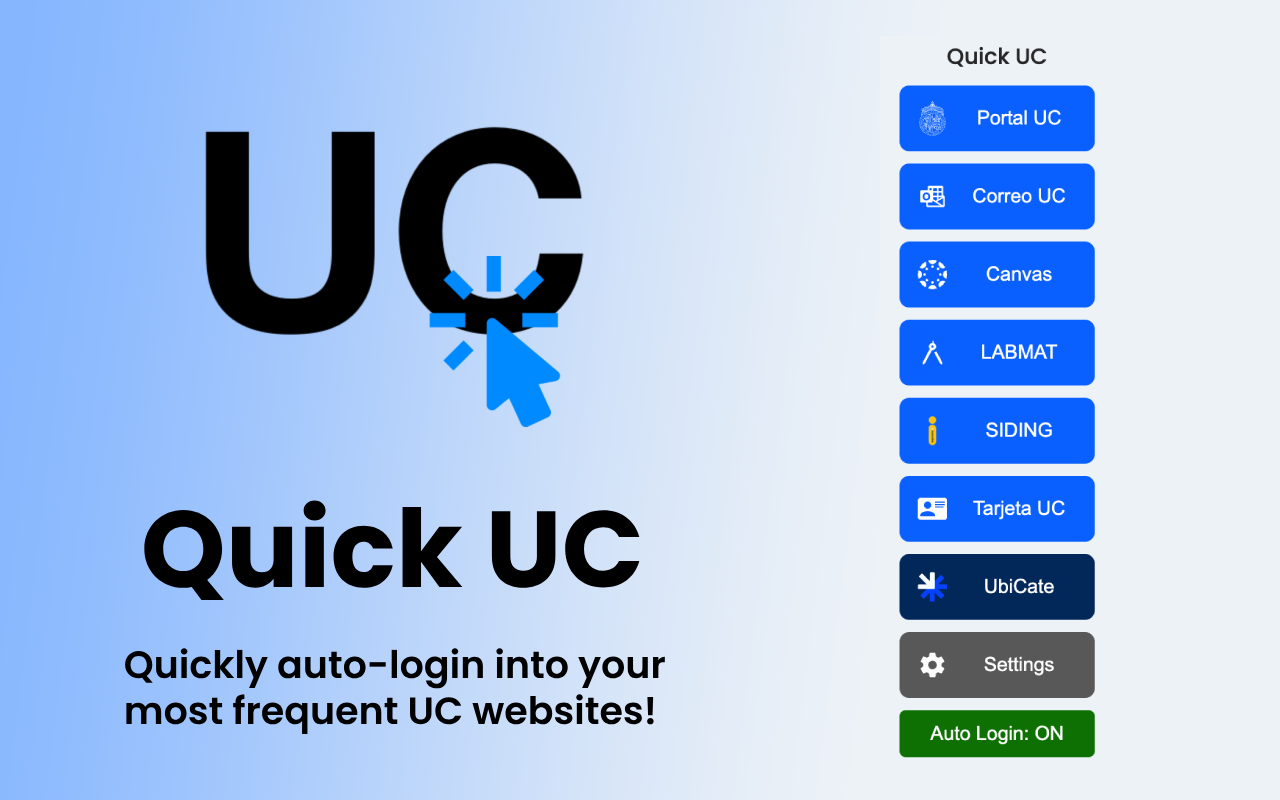 UC
Quick UC
Quickly auto-login into your
most frequent UC websites!
Quick UC
Portal UC
Correo UC
Canvas
LABMAT
SIDING
Tarjeta UC
UbiCate
Settings
Auto Login: ON